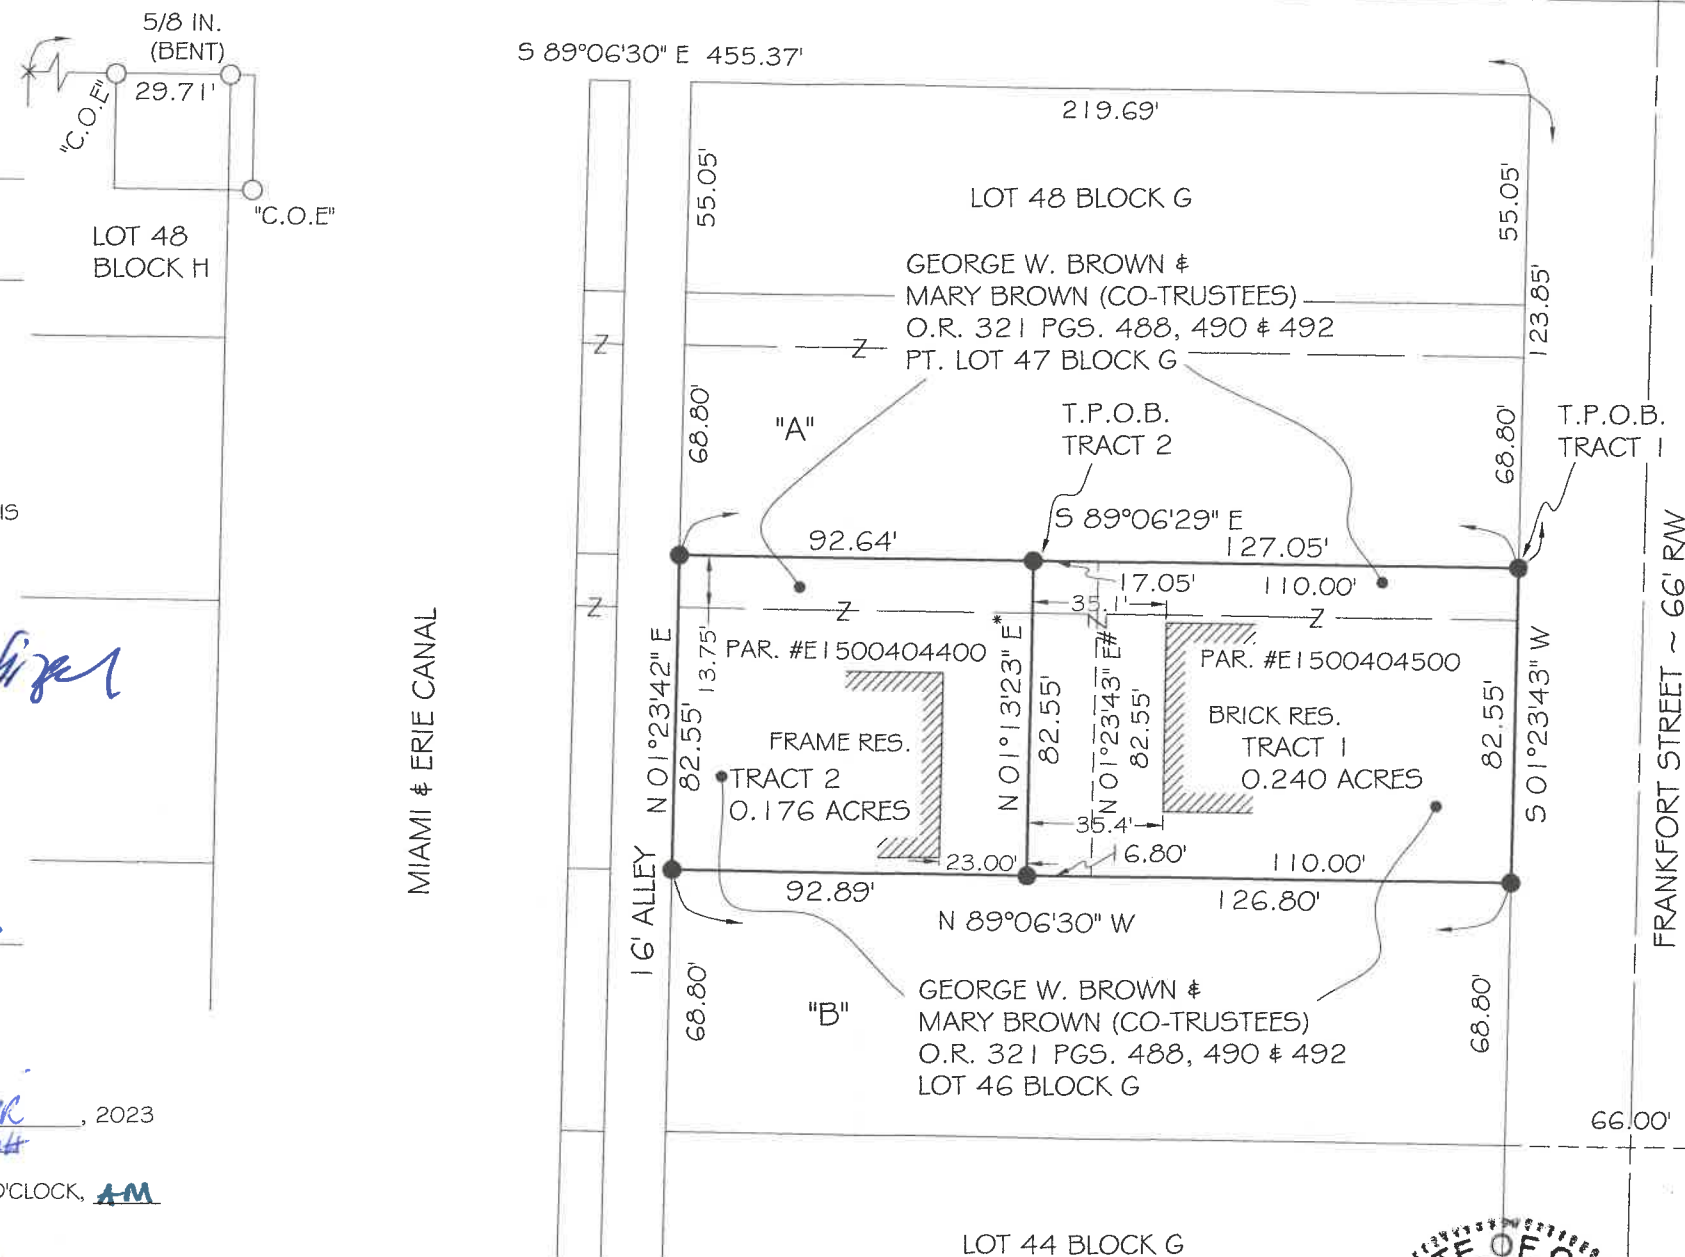 5/8 IN.
(BENT)
29.71'
"C.O.E"
"C.O.E"
LOT 48
BLOCK H
S 89°06'30" E 455.37'
219.69'
55.05'
55.05'
LOT 48 BLOCK G
GEORGE W. BROWN &
MARY BROWN (CO-TRUSTEES)
O.R. 321 PGS. 488, 490 & 492
PT. LOT 47 BLOCK G
123.85'
Z
Z
68.80'
68.80'
"A"
T.P.O.B.
TRACT 2
T.P.O.B.
TRACT 1
IS
S 89°06'29" E
92.64'
127.05'
17.05'
110.00'
35.1'
Z
Z
Z
Z
13.75'
PAR. #E1500404400
PAR. #E1500404500
N 01°23'42" E
82.55'
N 01°13'23" E*
82.55'
N 01°23'43" E#
82.55'
82.55'
S 01°23'43" W
FRAME RES.
TRACT 2
0.176 ACRES
BRICK RES.
TRACT 1
0.240 ACRES
35.4'
23.00'
16.80'
110.00'
92.89'
126.80'
N 89°06'30" W
MIAMI & ERIE CANAL
16' ALLEY
FRANKFORT STREET ~ 66' R/W
68.80'
68.80'
"B"
GEORGE W. BROWN &
MARY BROWN (CO-TRUSTEES)
O.R. 321 PGS. 488, 490 & 492
LOT 46 BLOCK G
66.00'
, 2023
O'CLOCK, AM
LOT 44 BLOCK G
OF